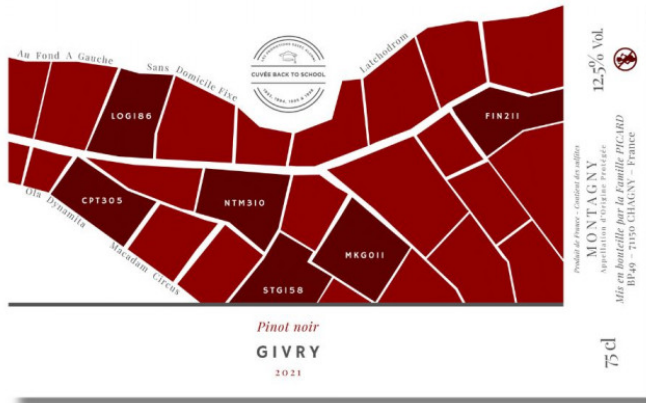 Au Fond A Gauche
Sans Domicile Fixe
CUVÉE BACK TO SCHOOL
Latchodrom
LOG186
FIN211
CPT305
NTM310
MKG011
STG158
Ola Dynamita
Macadam Circus
Pinot noir
GIVRY
2021
12.5% Vol.
Produit de France - Contient des sulfites
MONTAGNY
Appellation d'Origine Protégée
Mis en bouteille par la Famille PICARD
BP49 – 71150 CHAGNY – France
75 cl